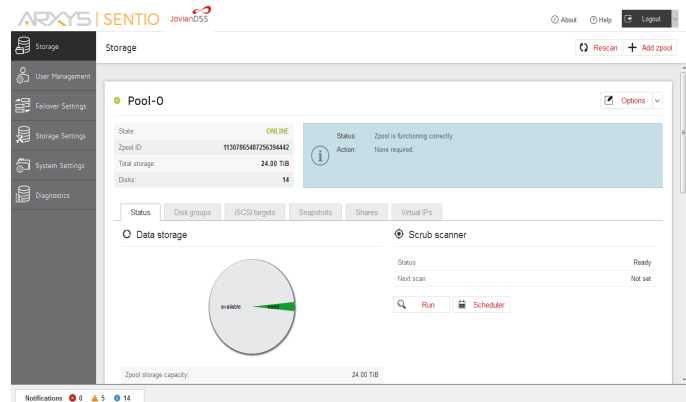 ARXYS | SENTIO JovianDSS
About Help Logout
Storage
Storage
Rescan Add zpool
User Management
Failover Settings
Storage Settings
System Settings
Diagnostics
Pool-0
Options
State: ONLINE
Zpool ID: 11307865487256394442
Total storage: 24.00 TiB
Disks: 14
Status: Zpool is functioning correctly.
Action: None required.
Status Disk groups iSCSI targets Snapshots Shares Virtual IPs
Data storage
available used
Zpool storage capacity: 24.00 TiB
Scrub scanner
Status Ready
Next scan Not set
Run Scheduler
Notifications 0 5 14